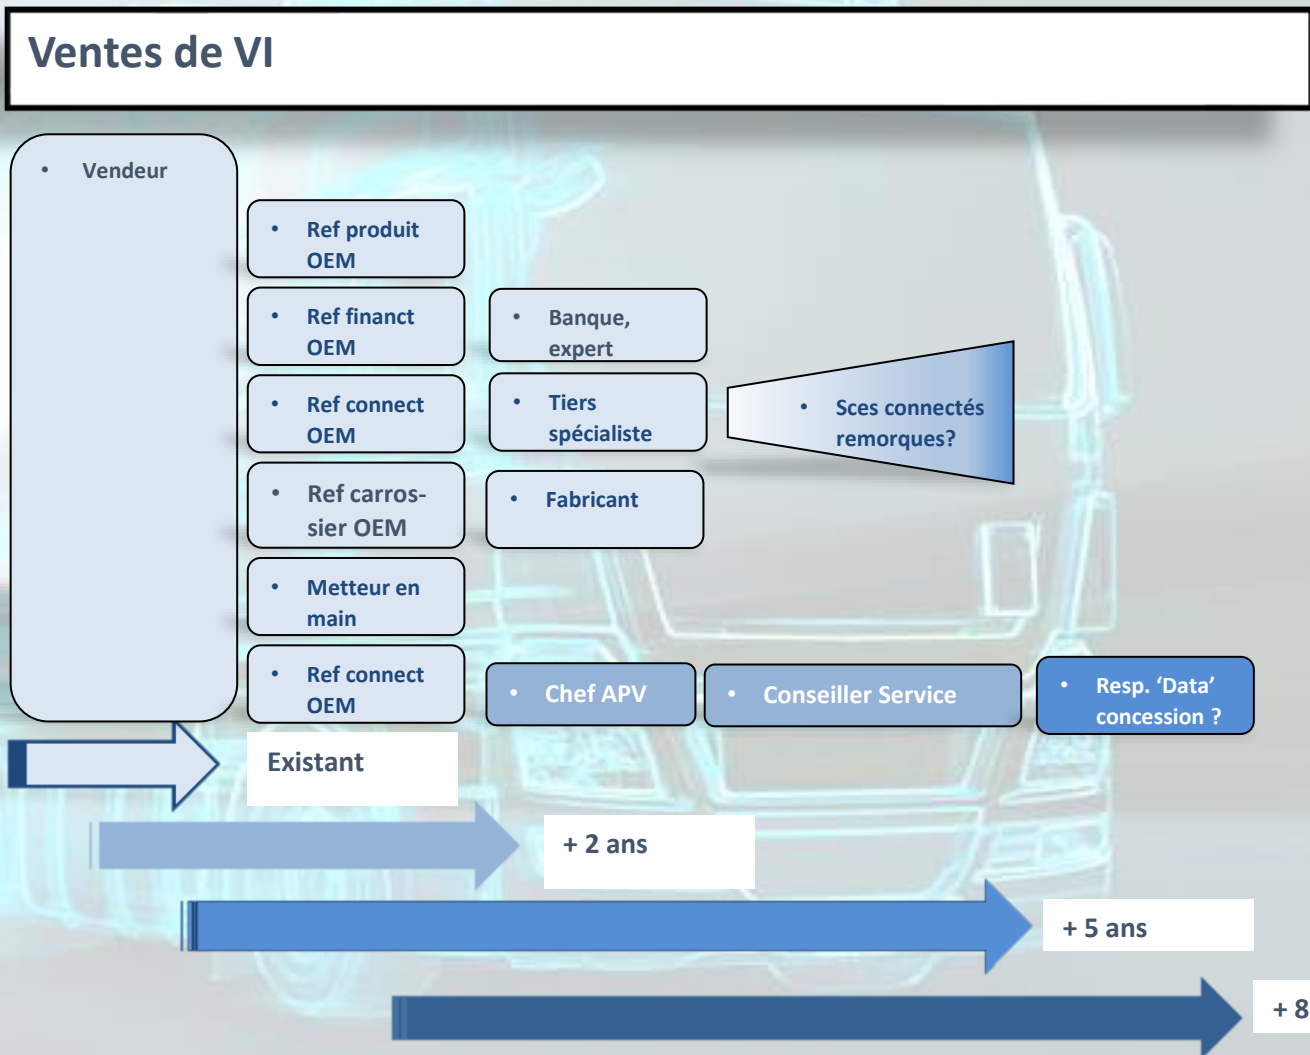 Ventes de VI
• Vendeur
• Ref produit
OEM
• Ref financt
OEM
• Banque,
expert
• Ref connect
OEM
• Tiers
spécialiste
• Sces connectés
remorques?
• Ref carros-
sier OEM
• Fabricant
• Metteur en
main
• Ref connect
OEM
• Chef APV
• Conseiller Service
• Resp. ‘Data’
concession ?
Existant
+ 2 ans
+ 5 ans
+ 8